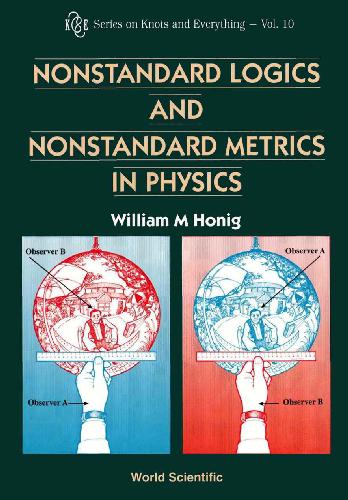 K&E Series on Knots and Everything – Vol. 10
NONSTANDARD LOGICS
AND
NONSTANDARD METRICS
IN PHYSICS
William M Honig
Observer B
Observer A
Observer A
Observer B
World Scientific